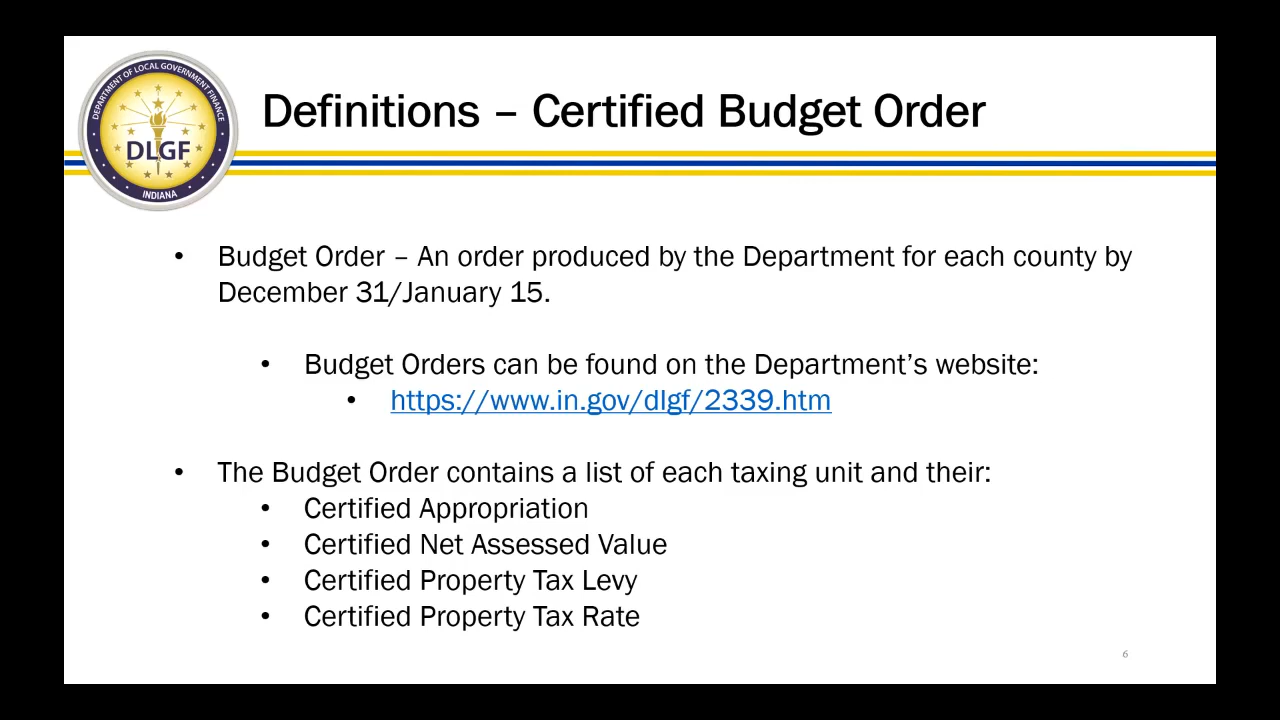 DEPARTMENT OF LOCAL GOVERNMENT FINANCE
DLGF
INDIANA
Definitions – Certified Budget Order
• Budget Order – An order produced by the Department for each county by
December 31/January 15.
• Budget Orders can be found on the Department’s website:
• https://www.in.gov/dlgf/2339.htm
• The Budget Order contains a list of each taxing unit and their:
• Certified Appropriation
• Certified Net Assessed Value
• Certified Property Tax Levy
• Certified Property Tax Rate
6